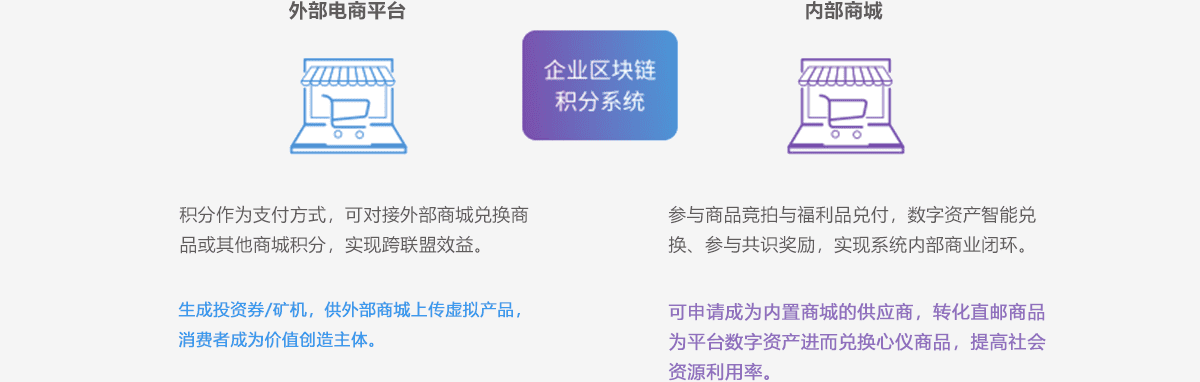 外部电商平台
内部商城
企业区块链
积分系统
积分作为支付方式，可对接外部商城兑换商
品或其他商城积分，实现跨联盟效益。
生成投资券/矿机，供外部商城上传虚拟产品，
消费者成为价值创造主体。
参与商品竞拍与福利品兑付，数字资产智能兑
换、参与共识奖励，实现系统内部商业闭环。
可申请成为内置商城的供应商，转化直邮商品
为平台数字资产进而兑换心仪商品，提高社会
资源利用率。